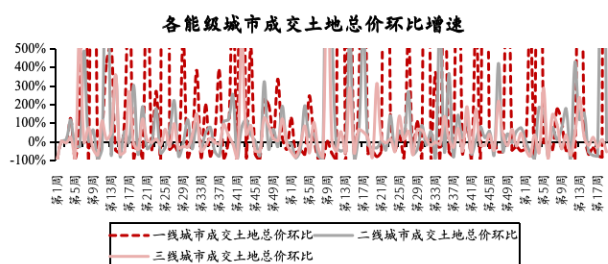 各能级城市成交土地总价环比增速
500%
400%
300%
200%
100%
0%
-100%
第1周 第5周 第9周 第13周 第17周 第21周 第25周 第29周 第33周 第37周 第41周 第45周 第49周 第1周 第5周 第9周 第13周 第17周 第21周 第25周 第29周 第33周 第37周 第41周 第45周 第49周 第1周 第5周 第9周 第13周 第17周
一线城市成交土地总价环比 二线城市成交土地总价环比
三线城市成交土地总价环比